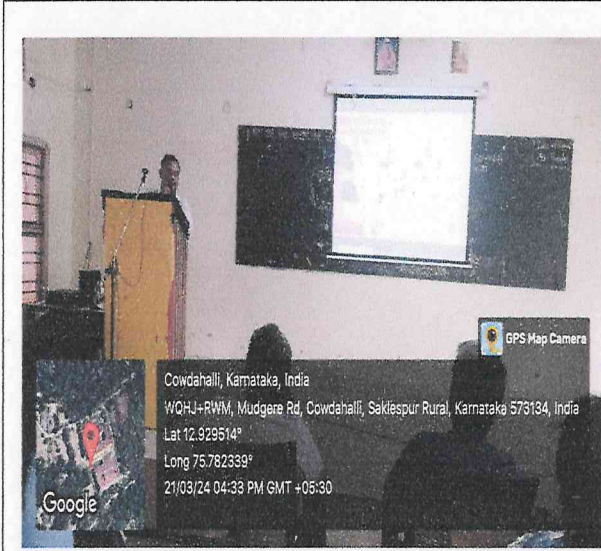 GPS Map Camera
Cowdahalli, Karnataka, India
WQHJ+RWM, Mudgere Rd, Cowdahalli, Saklespur Rural, Karnataka 573134, India
Lat 12.929514°
Long 75.782339°
21/03/24 04:33 PM GMT +05:30
Google